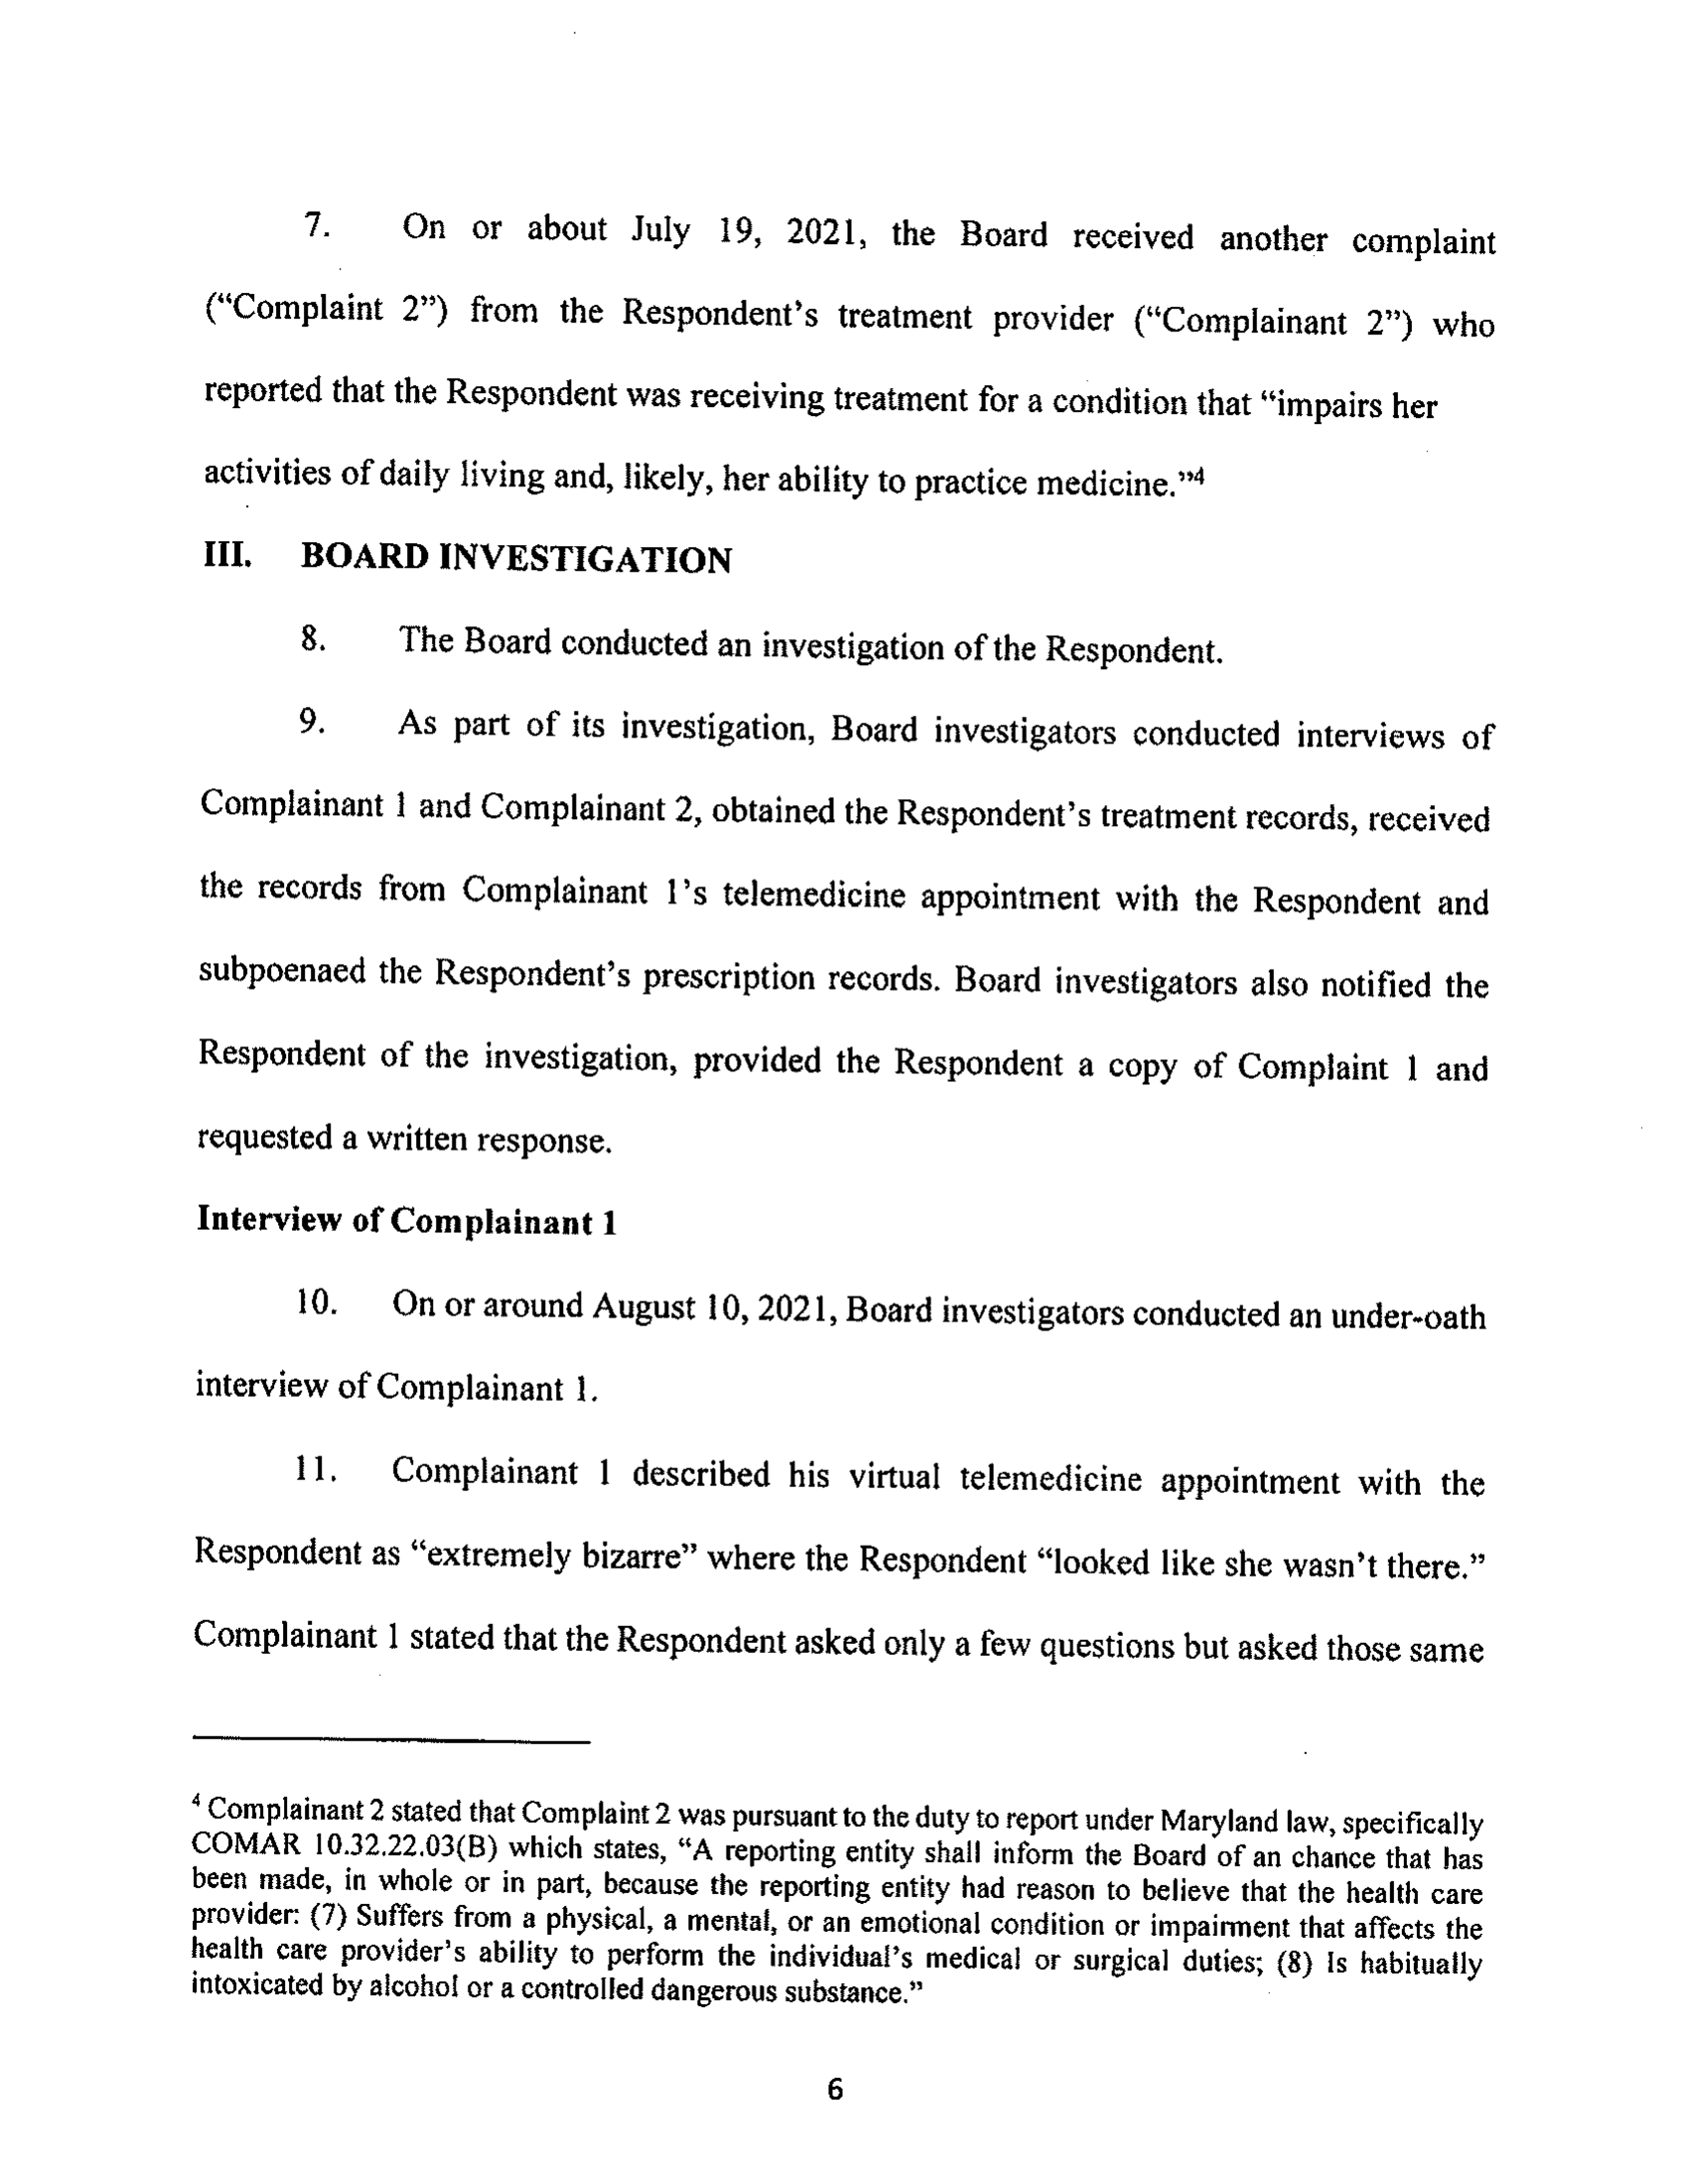 7. On or about July 19, 2021, the Board received another complaint
(“Complaint 2”) from the Respondent’s treatment provider (“Complainant 2”) who
reported that the Respondent was receiving treatment for a condition that “impairs her
activities of daily living and, likely, her ability to practice medicine.”⁴
III. BOARD INVESTIGATION
8. The Board conducted an investigation of the Respondent.
9. As part of its investigation, Board investigators conducted interviews of
Complainant 1 and Complainant 2, obtained the Respondent’s treatment records, received
the records from Complainant 1’s telemedicine appointment with the Respondent and
subpoenaed the Respondent’s prescription records. Board investigators also notified the
Respondent of the investigation, provided the Respondent a copy of Complaint 1 and
requested a written response.
Interview of Complainant 1
10. On or around August 10, 2021, Board investigators conducted an under-oath
interview of Complainant 1.
11. Complainant 1 described his virtual telemedicine appointment with the
Respondent as “extremely bizarre” where the Respondent “looked like she wasn’t there.”
Complainant 1 stated that the Respondent asked only a few questions but asked those same
⁴ Complainant 2 stated that Complaint 2 was pursuant to the duty to report under Maryland law, specifically
COMAR 10.32.22.03(B) which states, “A reporting entity shall inform the Board of an chance that has
been made, in whole or in part, because the reporting entity had reason to believe that the health care
provider: (7) Suffers from a physical, a mental, or an emotional condition or impairment that affects the
health care provider’s ability to perform the individual’s medical or surgical duties; (8) Is habitually
intoxicated by alcohol or a controlled dangerous substance.”
6